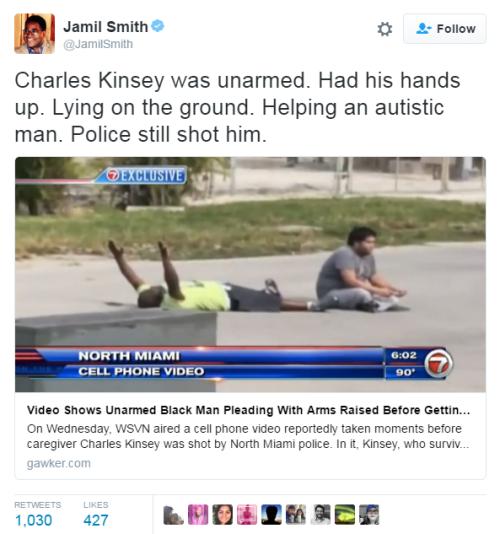 Jamil Smith
@JamilSmith
Follow
Charles Kinsey was unarmed. Had his hands
up. Lying on the ground. Helping an autistic
man. Police still shot him.
7 EXCLUSIVE
NORTH MIAMI
6:02
7
CELL PHONE VIDEO
90°
Video Shows Unarmed Black Man Pleading With Arms Raised Before Gettin...
On Wednesday, WSVN aired a cell phone video reportedly taken moments before
caregiver Charles Kinsey was shot by North Miami police. In it, Kinsey, who surviv...
gawker.com
RETWEETS
LIKES
1,030
427